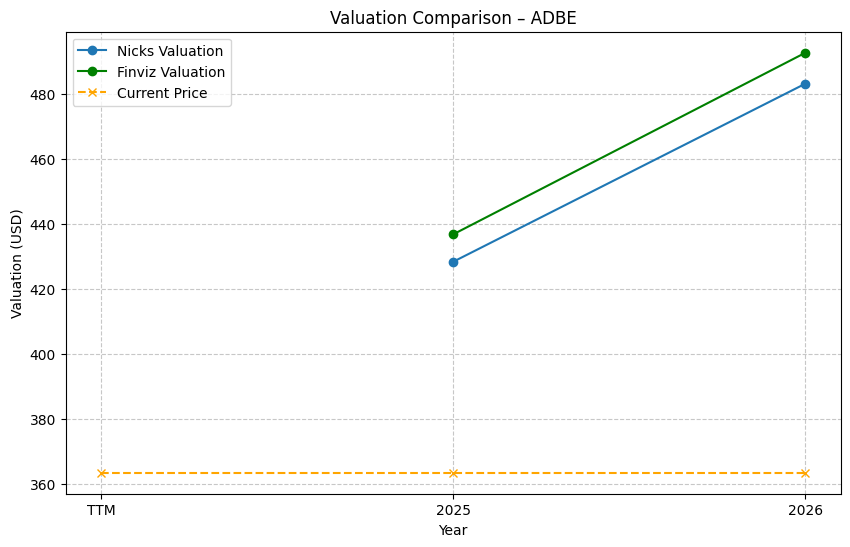 Valuation Comparison – ADBE
Nicks Valuation
Finviz Valuation
Current Price
Valuation (USD)
480
460
440
420
400
380
360
TTM
2025
2026
Year